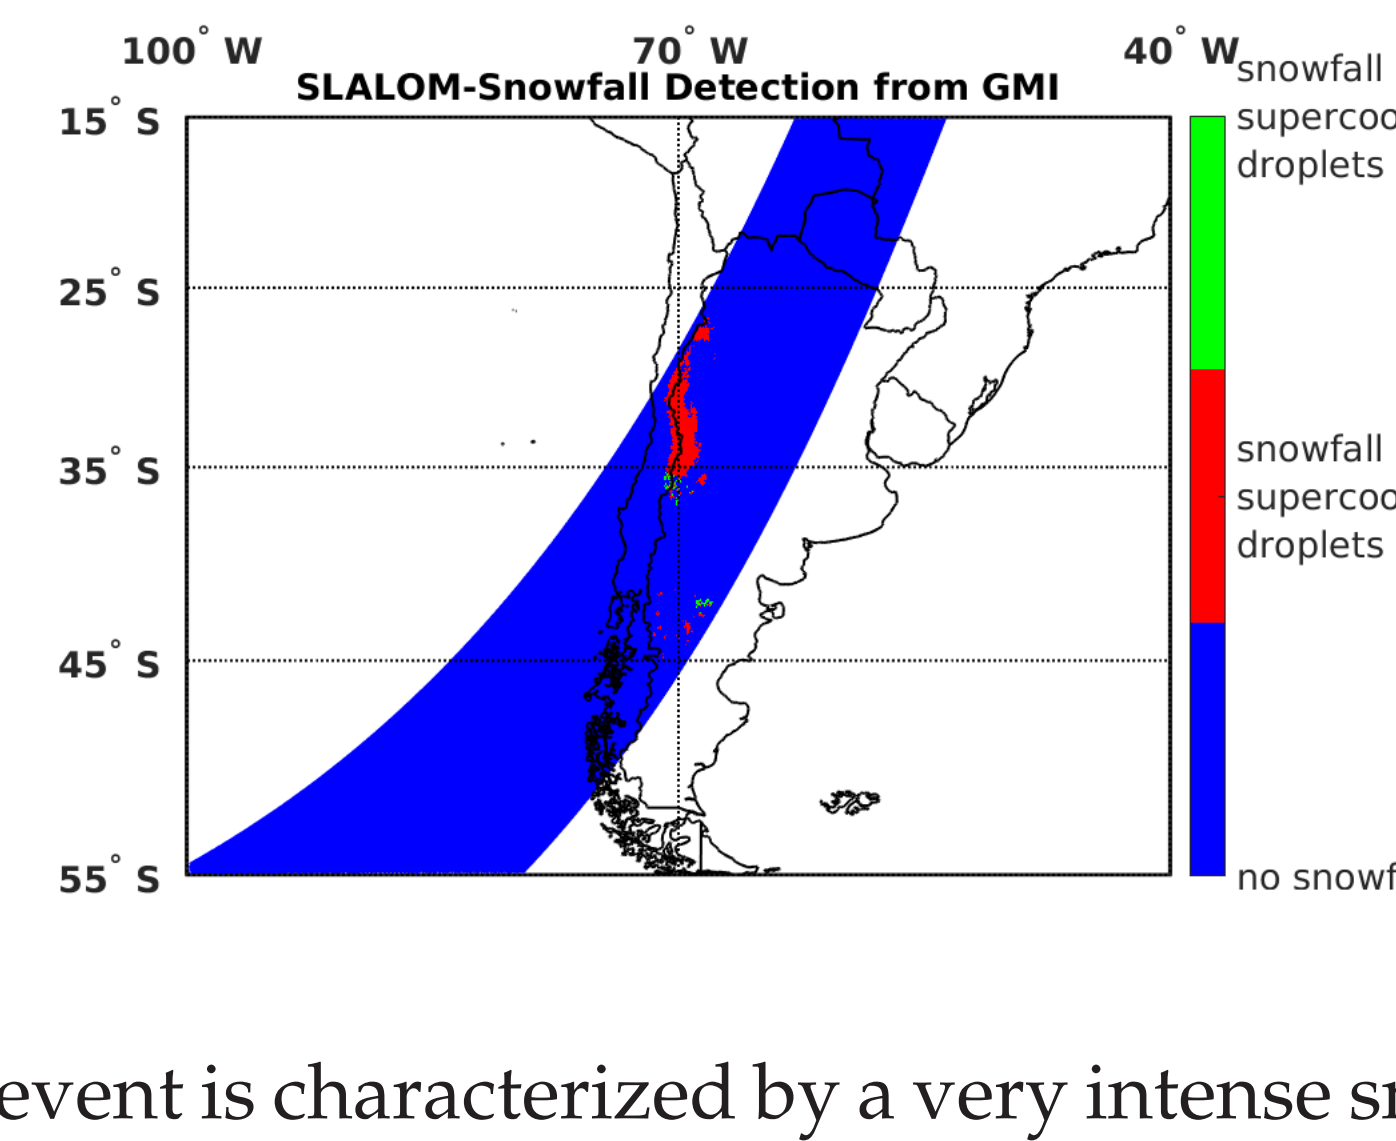 100° W 70° W 40° W
SLALOM-Snowfall Detection from GMI
15° S
25° S
35° S
45° S
55° S
snowfall
supercoo
droplets
snowfall
supercoo
droplets
no snowf
event is characterized by a very intense sn